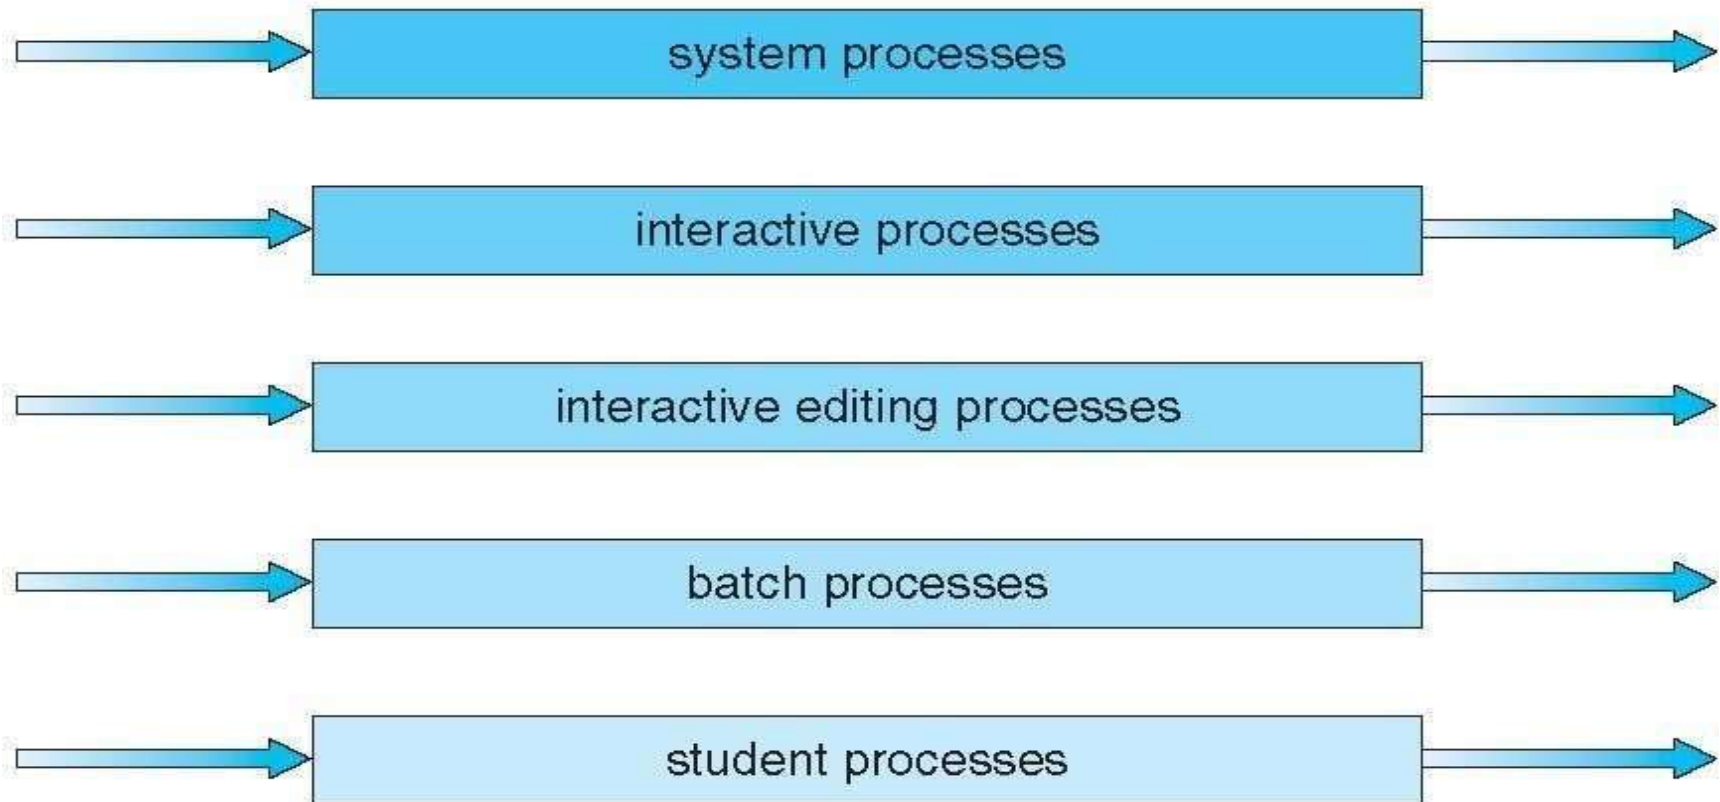 system processes
interactive processes
interactive editing processes
batch processes
student processes